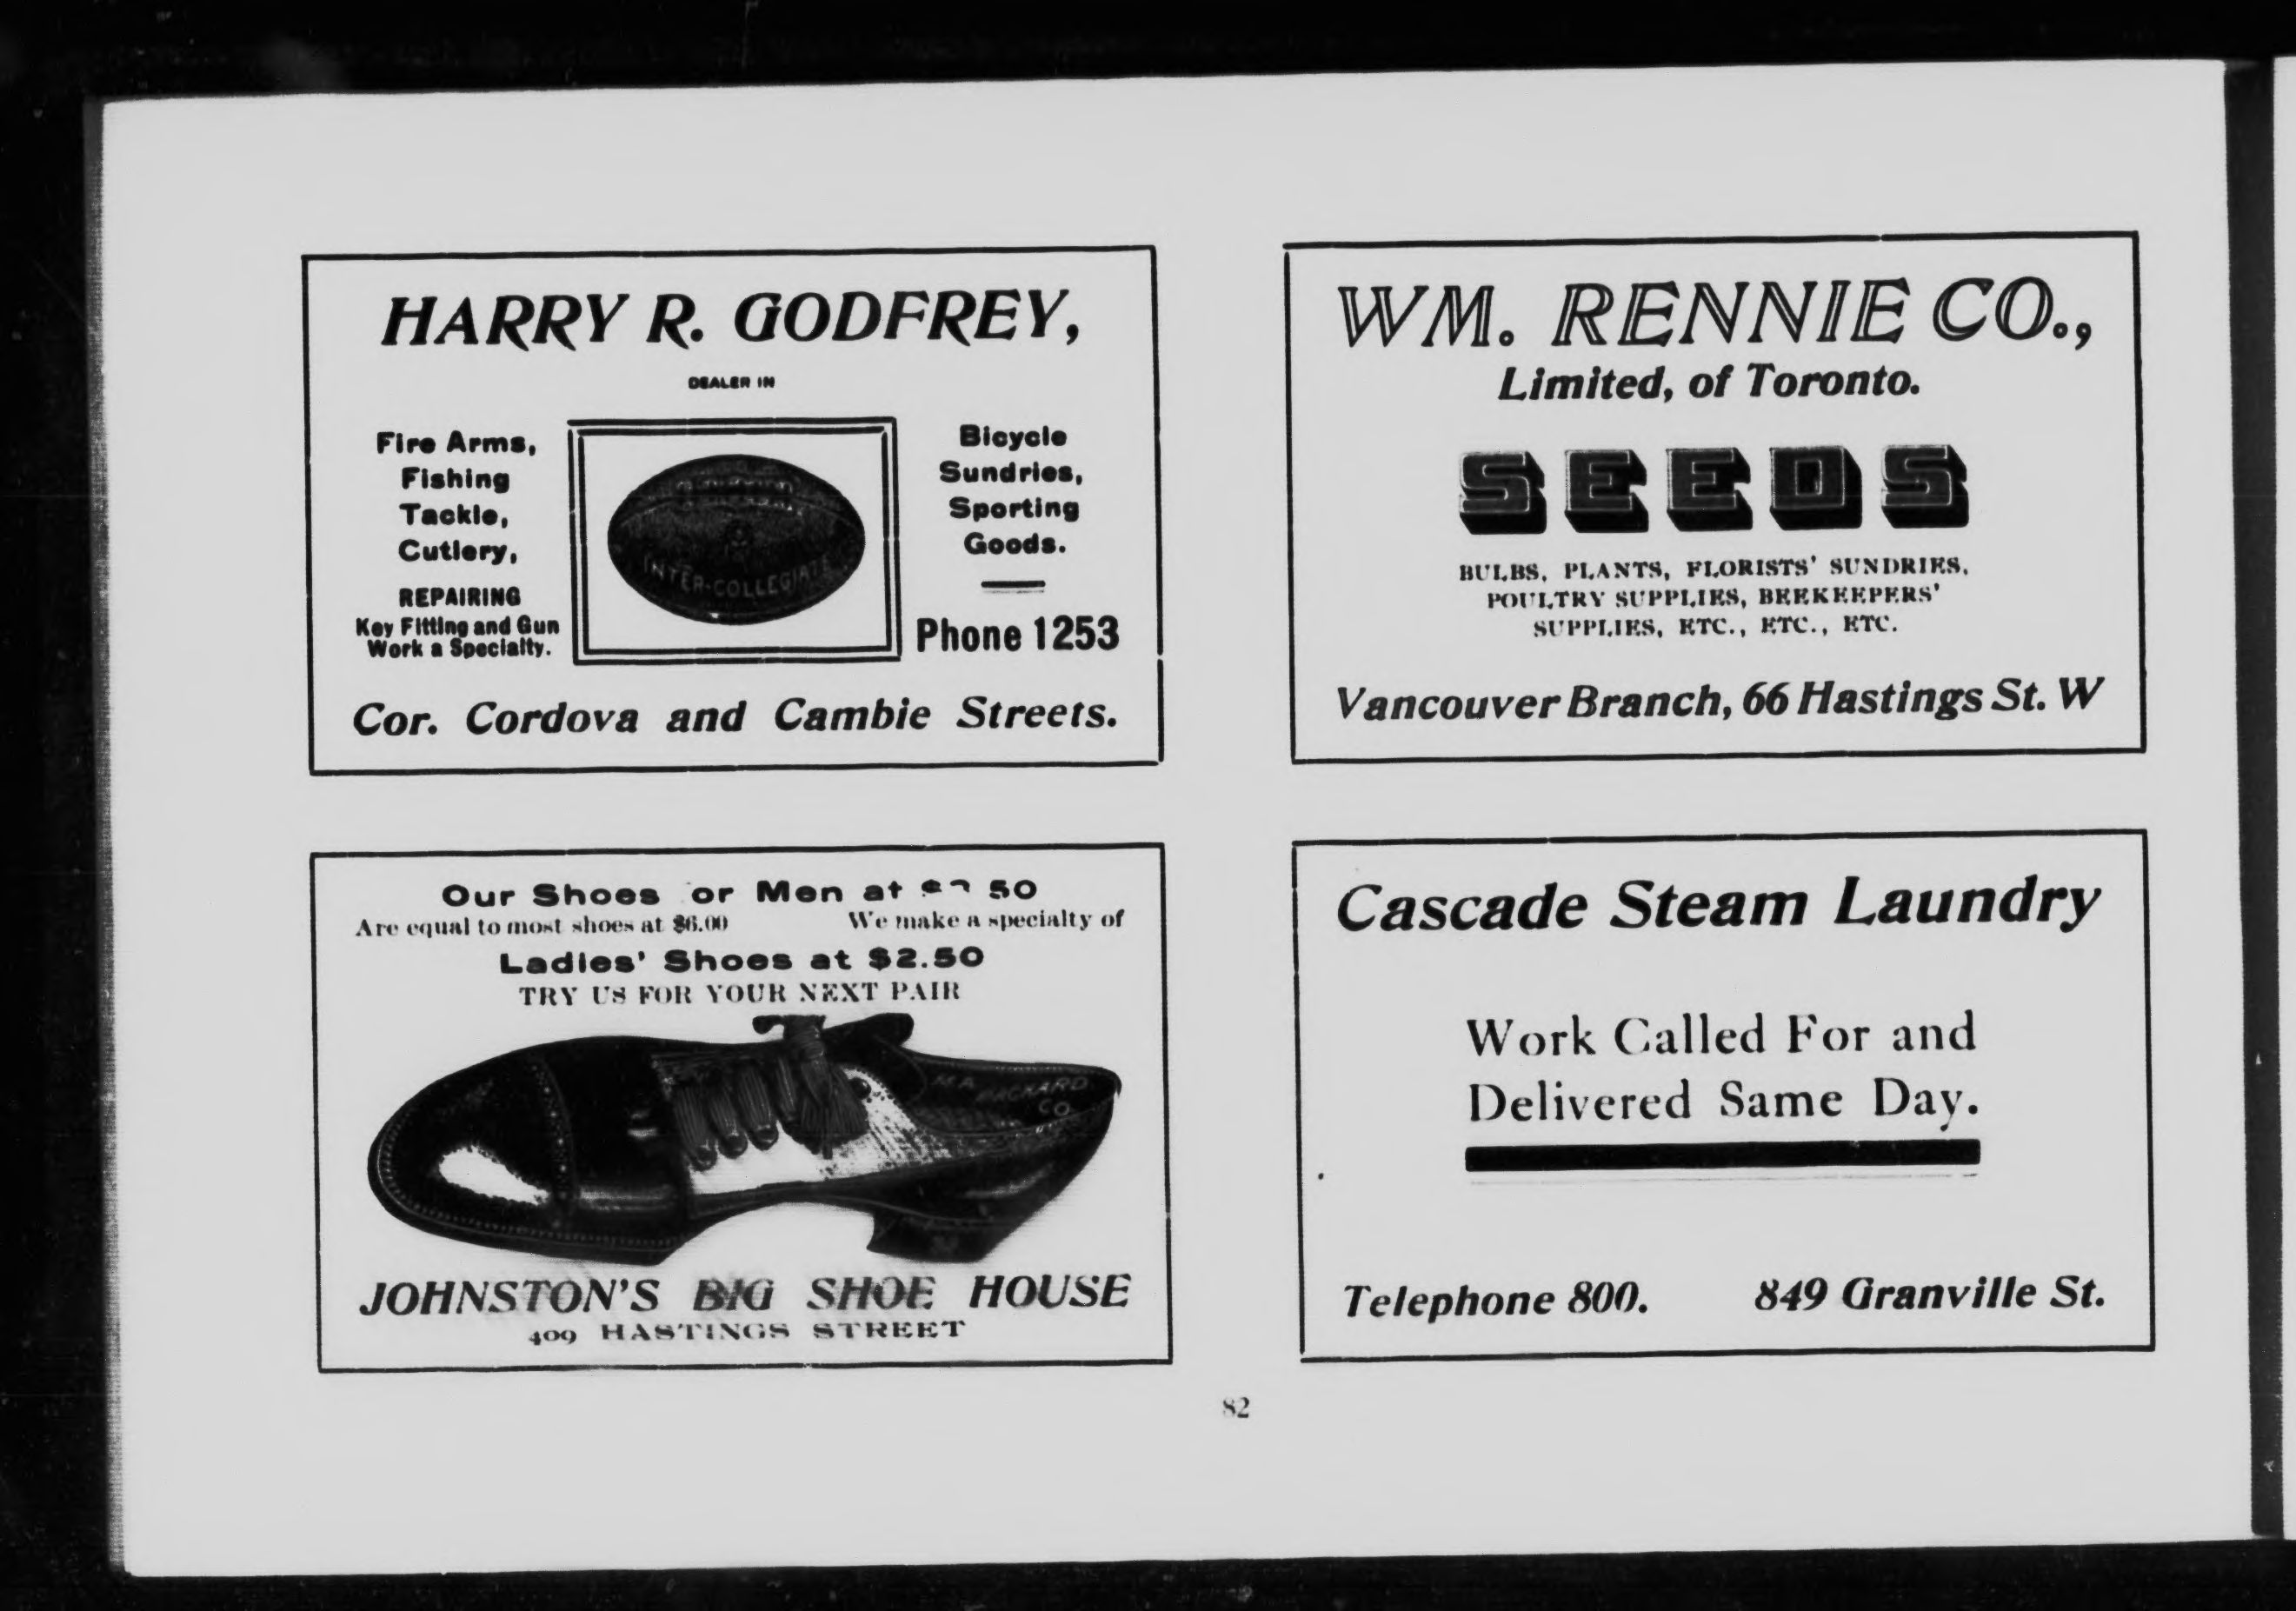 HARRY R. GODFREY,
DEALER IN
Fire Arms,
Fishing
Tackle,
Cutlery,
REPAIRING
Key Fitting and Gun
Work a Specialty.
INTER-COLLEGIATE
Bicycle
Sundries,
Sporting
Goods.
Phone 1253
Cor. Cordova and Cambie Streets.
WM. RENNIE CO.,
Limited, of Toronto.
SEEDS
BULBS, PLANTS, FLORISTS' SUNDRIES,
POULTRY SUPPLIES, BEEKEEPERS'
SUPPLIES, ETC., ETC., ETC.
Vancouver Branch, 66 Hastings St. W
Our Shoes or Men at 50
Are equal to most shoes at $6.00 We make a specialty of
Ladies' Shoes at $2.50
TRY US FOR YOUR NEXT PAIR
PACKARD
CO
JOHNSTON'S BIG SHOE HOUSE
409 HASTINGS STREET
Cascade Steam Laundry
Work Called For and
Delivered Same Day.
Telephone 800. 849 Granville St.
82